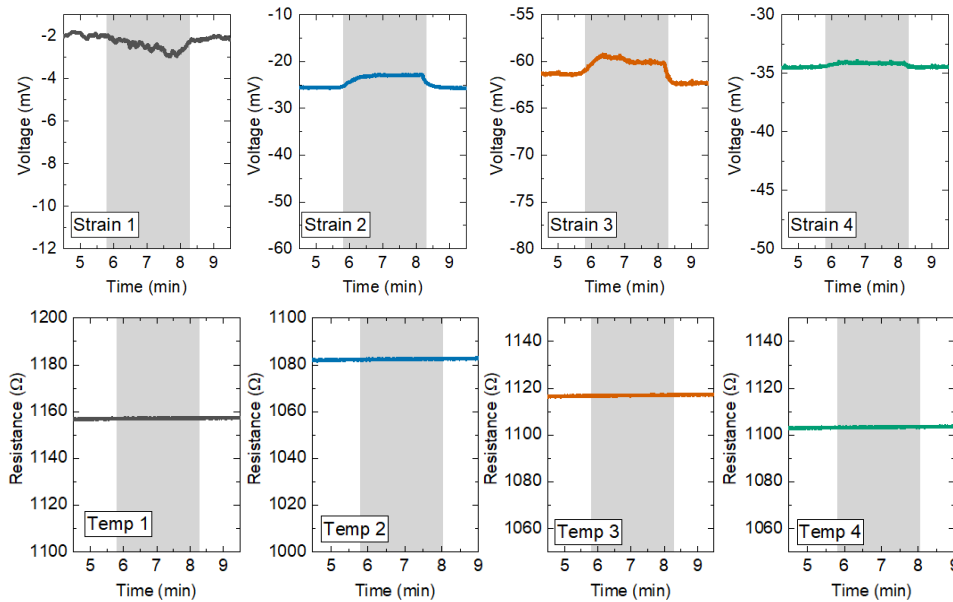 -2
-4
-6
-8
-10
-12
Voltage (mV)
Strain 1
5 6 7 8 9
Time (min)
-10
-20
-30
-40
-50
-60
Voltage (mV)
Strain 2
5 6 7 8 9
Time (min)
-55
-60
-65
-70
-75
-80
Voltage (mV)
Strain 3
5 6 7 8 9
Time (min)
-30
-35
-40
-45
-50
Voltage (mV)
Strain 4
5 6 7 8 9
Time (min)
1200
1180
1160
1140
1120
1100
Resistance (Ω)
Temp 1
5 6 7 8 9
Time (min)
1100
1080
1060
1040
1020
1000
Resistance (Ω)
Temp 2
5 6 7 8 9
Time (min)
1140
1120
1100
1080
1060
Resistance (Ω)
Temp 3
5 6 7 8 9
Time (min)
1140
1120
1100
1080
1060
Resistance (Ω)
Temp 4
5 6 7 8 9
Time (min)